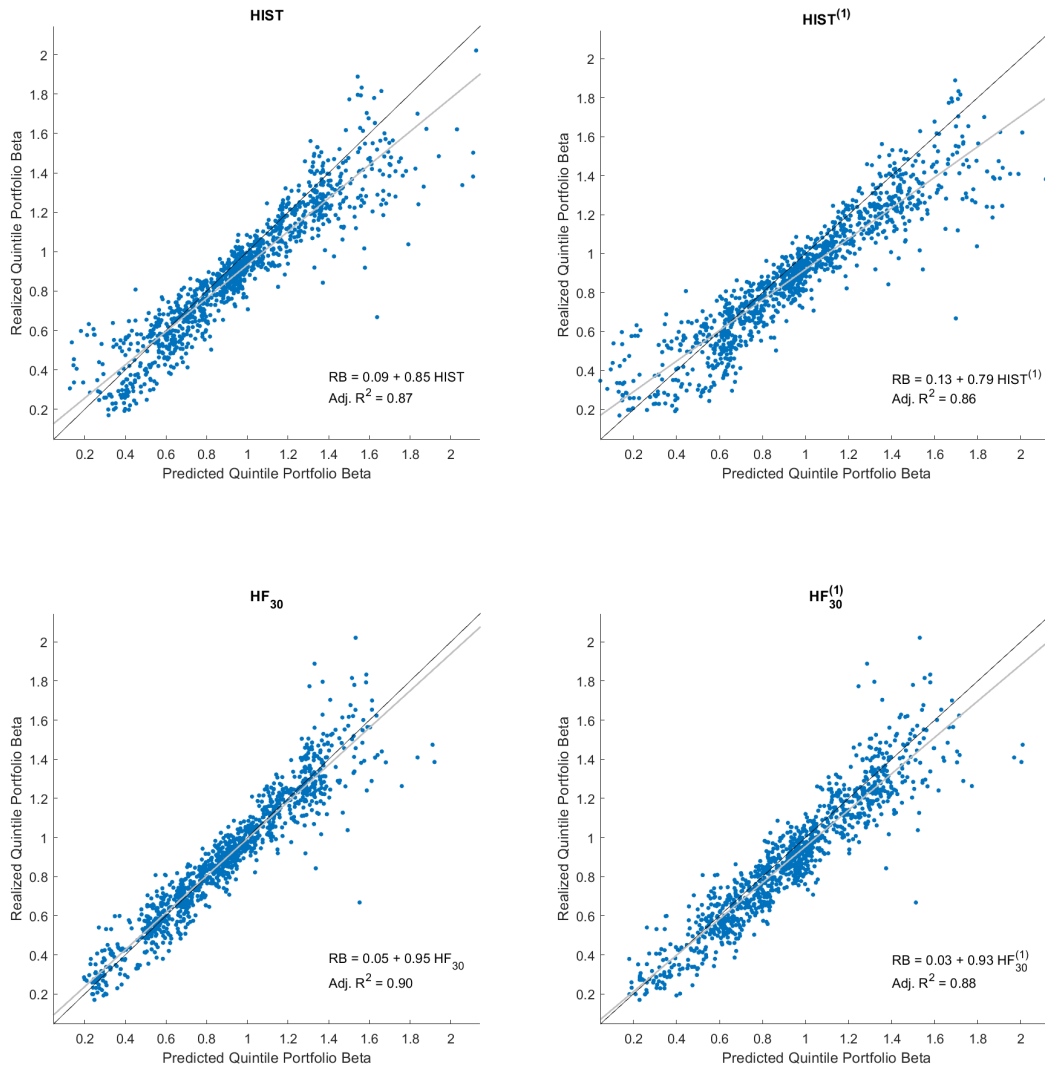 HIST
2
1.8
1.6
1.4
1.2
1
0.8
0.6
0.4
0.2
Realized Quintile Portfolio Beta
RB = 0.09 + 0.85 HIST
Adj. R² = 0.87
0.2 0.4 0.6 0.8 1 1.2 1.4 1.6 1.8 2
Predicted Quintile Portfolio Beta
HIST⁽¹⁾
2
1.8
1.6
1.4
1.2
1
0.8
0.6
0.4
0.2
Realized Quintile Portfolio Beta
RB = 0.13 + 0.79 HIST⁽¹⁾
Adj. R² = 0.86
0.2 0.4 0.6 0.8 1 1.2 1.4 1.6 1.8 2
Predicted Quintile Portfolio Beta
HF₃₀
2
1.8
1.6
1.4
1.2
1
0.8
0.6
0.4
0.2
Realized Quintile Portfolio Beta
RB = 0.05 + 0.95 HF₃₀
Adj. R² = 0.90
0.2 0.4 0.6 0.8 1 1.2 1.4 1.6 1.8 2
Predicted Quintile Portfolio Beta
HF₃₀⁽¹⁾
2
1.8
1.6
1.4
1.2
1
0.8
0.6
0.4
0.2
Realized Quintile Portfolio Beta
RB = 0.03 + 0.93 HF₃₀⁽¹⁾
Adj. R² = 0.88
0.2 0.4 0.6 0.8 1 1.2 1.4 1.6 1.8 2
Predicted Quintile Portfolio Beta